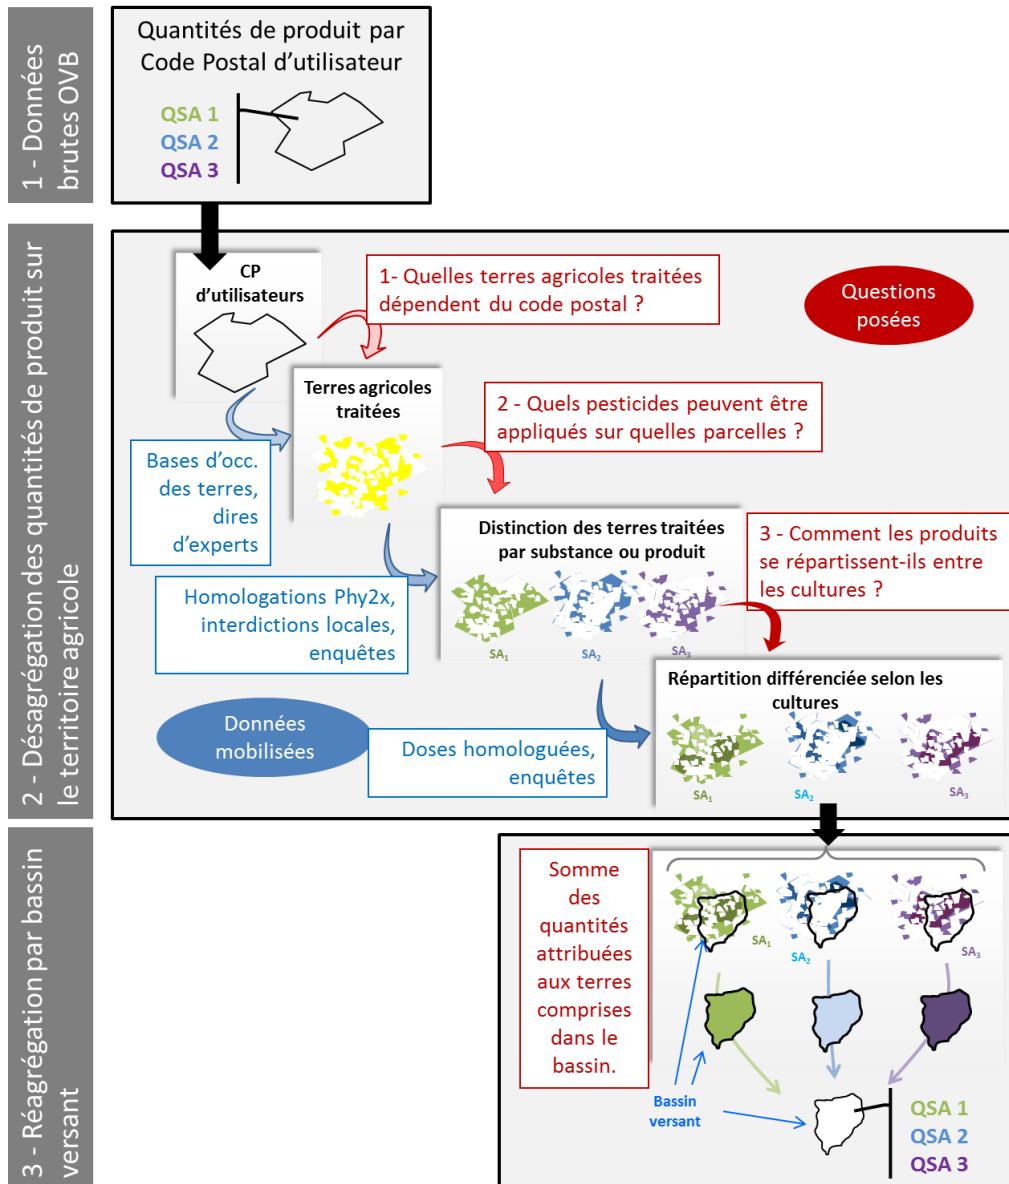 1 - Données
brutes OVB
Quantités de produit par
Code Postal d'utilisateur
QSA 1
QSA 2
QSA 3
2 - Désagrégation des quantités de produit sur
le territoire agricole
CP
d'utilisateurs
1- Quelles terres agricoles traitées
dépendent du code postal ?
Questions
posées
Terres agricoles
traitées
2 - Quels pesticides peuvent être
appliqués sur quelles parcelles ?
Bases d'occ.
des terres,
dires
d'experts
Distinction des terres traitées
par substance ou produit
SA1
SA2
SA3
3 - Comment les produits
se répartissent-ils entre
les cultures ?
Homologations Phy2x,
interdictions locales,
enquêtes
Répartition différenciée selon les
cultures
SA1
SA2
SA3
Données
mobilisées
Doses homologuées,
enquêtes
3 - Réagrégation par bassin
versant
Somme
des
quantités
attribuées
aux terres
comprises
dans le
bassin.
SA1
SA2
SA3
Bassin
versant
QSA 1
QSA 2
QSA 3